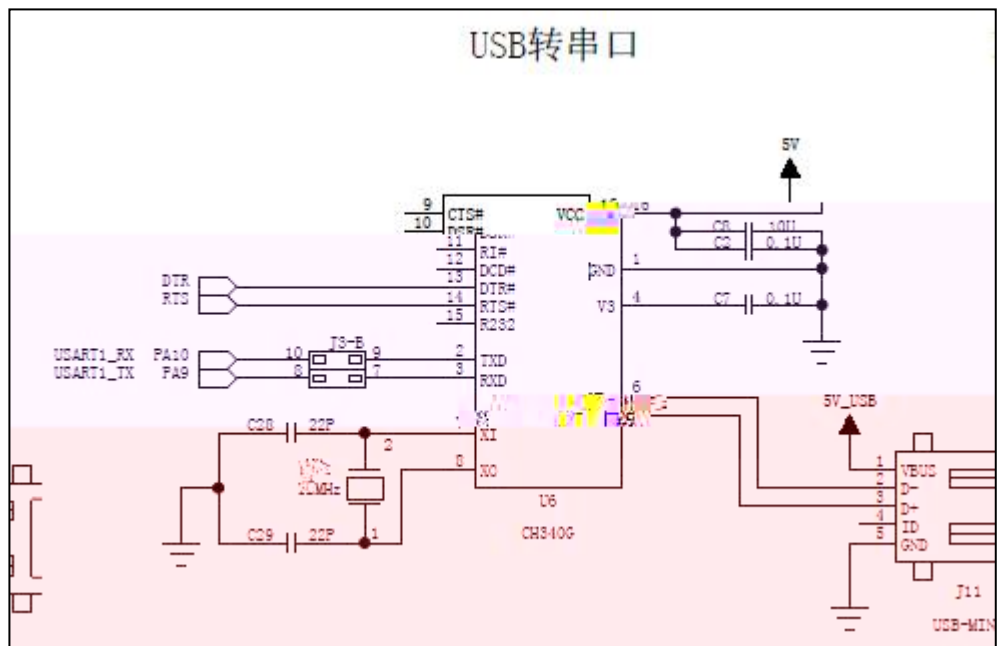 USB转串口
5V
9 CTS# VCC
10
C8 10U
C2 0.1U
11 RI#
12 DCD# GND 1
DTR 13 DTR#
RTS 14 RTS# V3 4 C7 0.1U
15 R232
J3-B
USART1_RX PA10 10 9 2 TXD
USART1_TX PA9 8 7 3 RXD
6
5V_USB
C28 22P XI
2
1 VBUS
8 XO
2 D-
3 D+
U6
4 ID
C29 22P 1 CH340G
5 GND
J11
USB-MIN